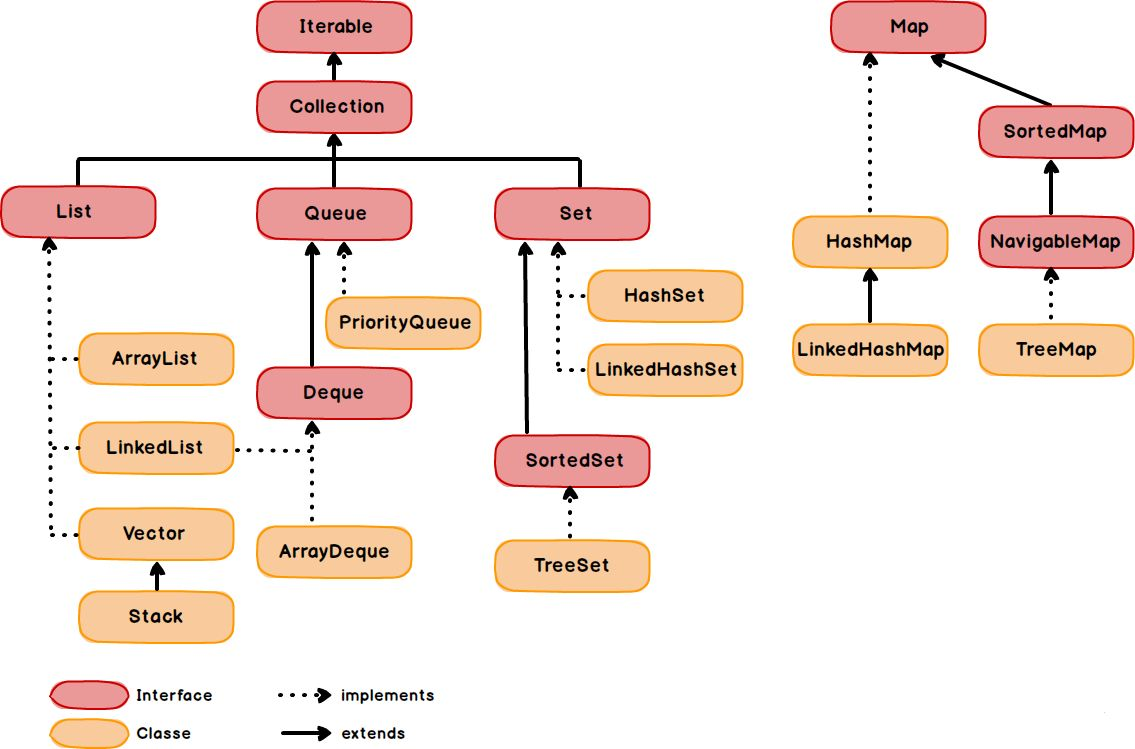 Iterable
Map
Collection
SortedMap
List
Queue
Set
HashMap
NavigableMap
HashSet
PriorityQueue
ArrayList
LinkedHashSet
LinkedHashMap
TreeMap
Deque
LinkedList
SortedSet
Vector
ArrayDeque
TreeSet
Stack
Interface
implements
Classe
extends